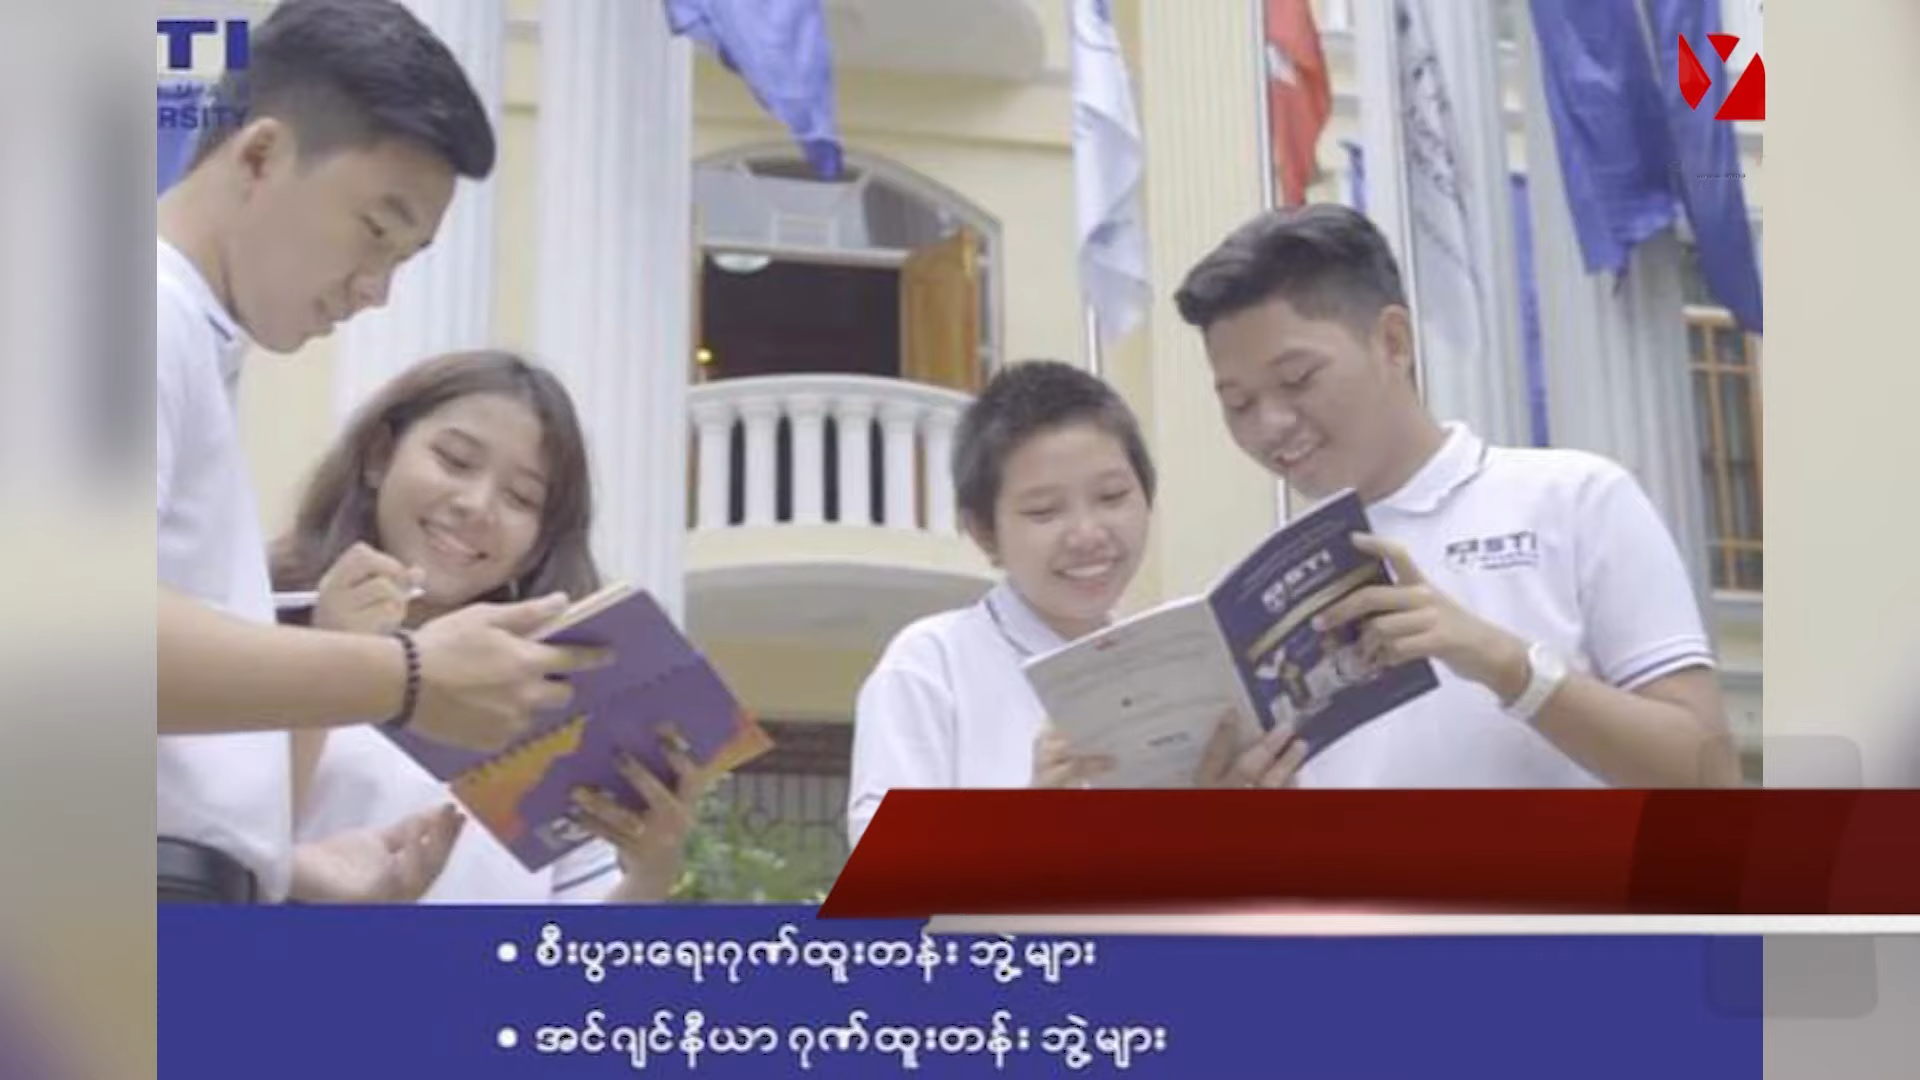 STI
RSITY
STI
STI
• စီးပွားရေးဂုဏ်ထူးတန်း ဘွဲ့များ
• အင်ဂျင်နီယာ ဂုဏ်ထူးတန်း ဘွဲ့များ